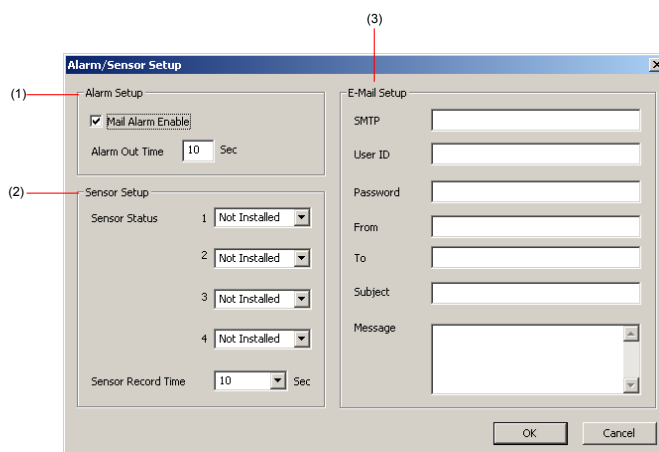 (3)
Alarm/Sensor Setup
(1)
Alarm Setup
Mail Alarm Enable
Alarm Out Time 10 Sec
(2)
Sensor Setup
Sensor Status 1 Not Installed
2 Not Installed
3 Not Installed
4 Not Installed
Sensor Record Time 10 Sec
E-Mail Setup
SMTP
User ID
Password
From
To
Subject
Message
OK Cancel